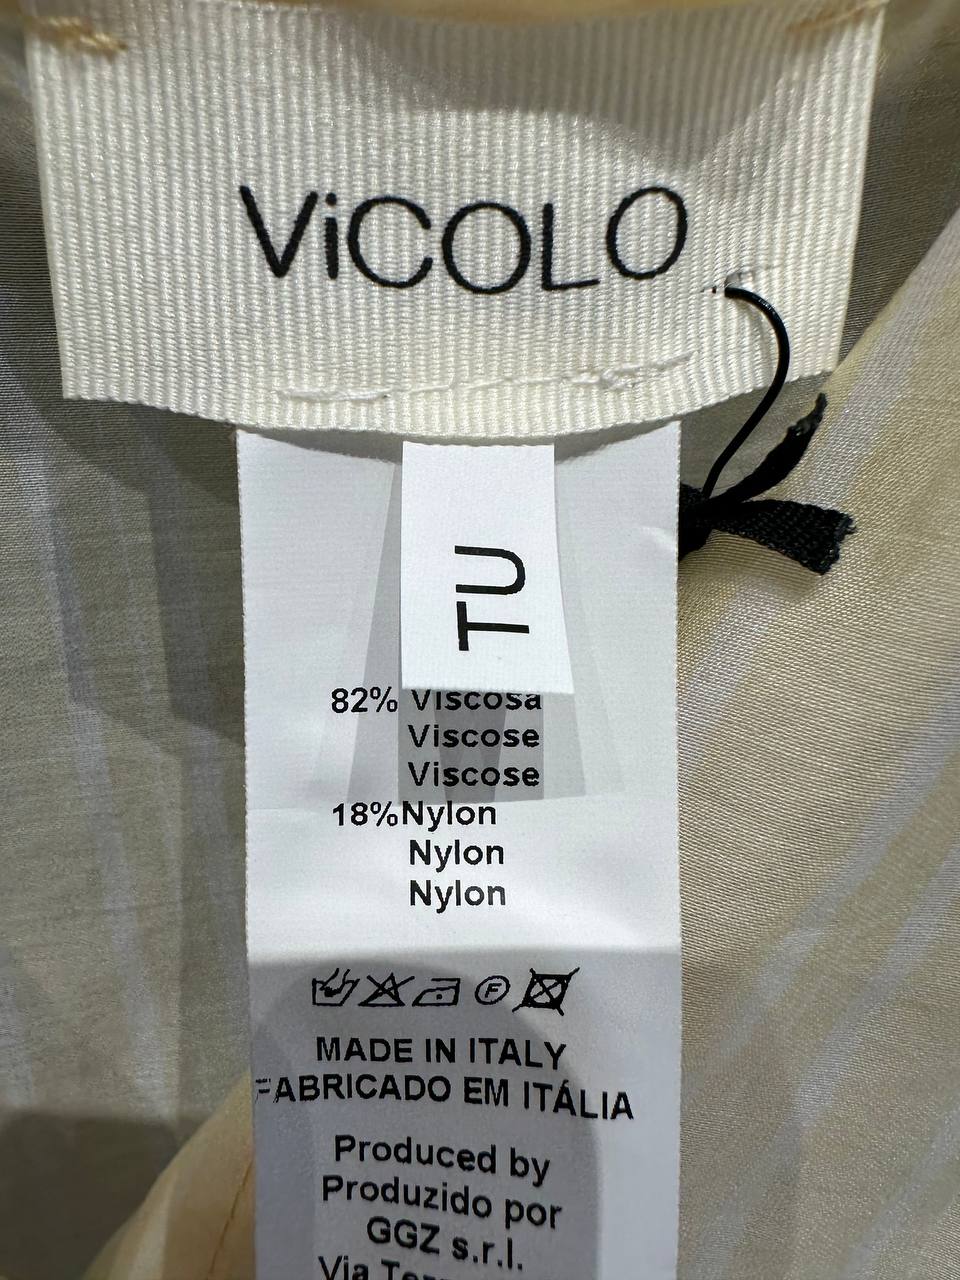 ViCOLO
TU
82% Viscosa
Viscose
Viscose
18%Nylon
Nylon
Nylon
F
MADE IN ITALY
FABRICADO EM ITÁLIA
Produced by
Produzido por
GGZ s.r.l.
Via